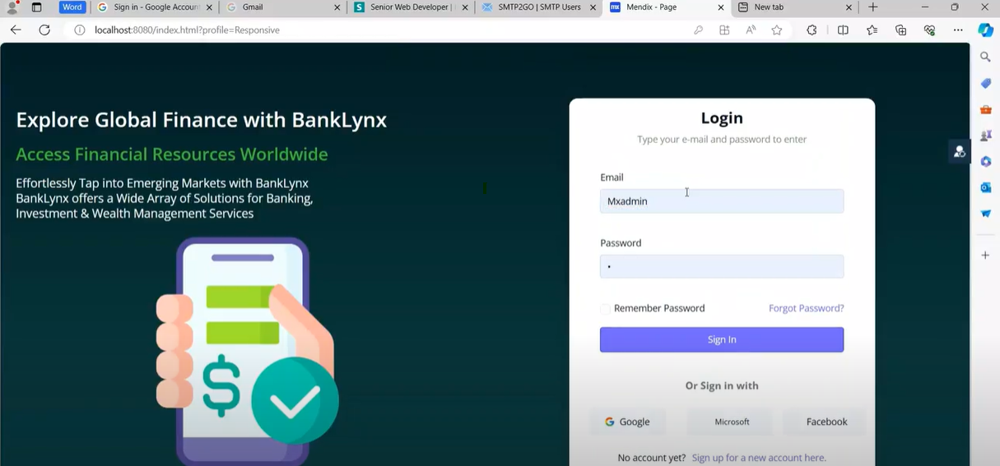 Word
Sign in - Google Accoun
Gmail
Senior Web Developer |
SMTP2GO | SMTP Users
Mendix - Page
New tab
localhost:8080/index.html?profile=Responsive
Explore Global Finance with BankLynx
Access Financial Resources Worldwide
Effortlessly Tap into Emerging Markets with BankLynx
BankLynx offers a Wide Array of Solutions for Banking,
Investment & Wealth Management Services
$
Login
Type your e-mail and password to enter
Email
Mxadmin
Password
•
Remember Password
Forgot Password?
Sign In
Or Sign in with
Google
Microsoft
Facebook
No account yet? Sign up for a new account here.